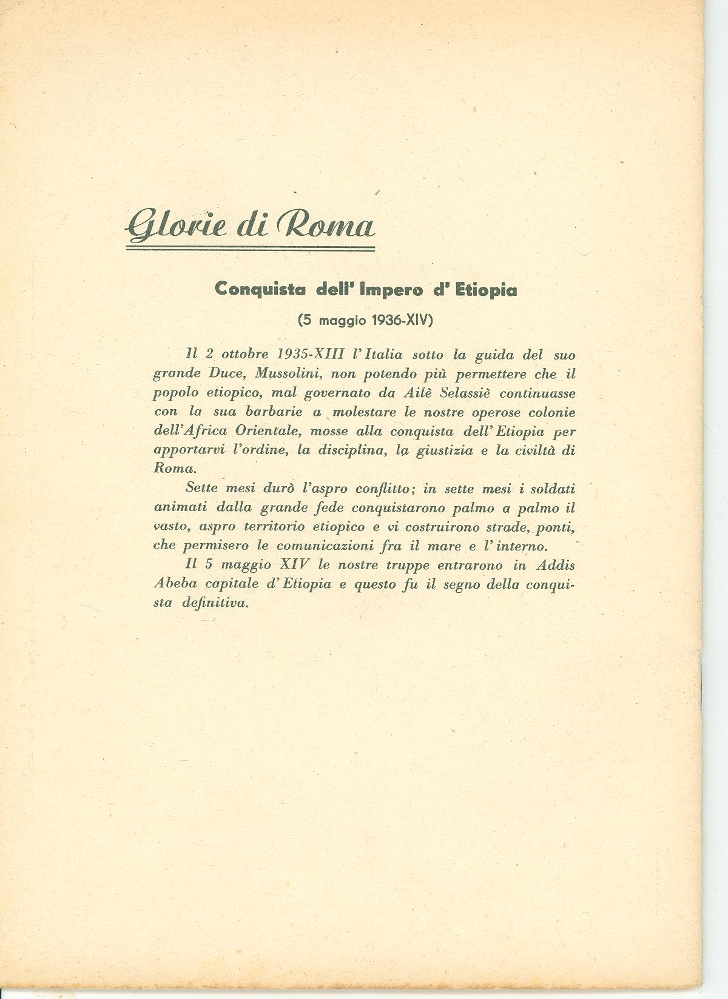 Glorie di Roma
Conquista dell' Impero d' Etiopia
(5 maggio 1936-XIV)
Il 2 ottobre 1935-XIII l' Italia sotto la guida del suo
grande Duce, Mussolini, non potendo più permettere che il
popolo etiopico, mal governato da Ailè Selassiè continuasse
con la sua barbarie a molestare le nostre operose colonie
dell'Africa Orientale, mosse alla conquista dell' Etiopia per
apportarvi l'ordine, la disciplina, la giustizia e la civiltà di
Roma.
Sette mesi durò l'aspro conflitto; in sette mesi i soldati
animati dalla grande fede conquistarono palmo a palmo il
vasto, aspro territorio etiopico e vi costruirono strade, ponti,
che permisero le comunicazioni fra il mare e l' interno.
Il 5 maggio XIV le nostre truppe entrarono in Addis
Abeba capitale d' Etiopia e questo fu il segno della conqui-
sta definitiva.